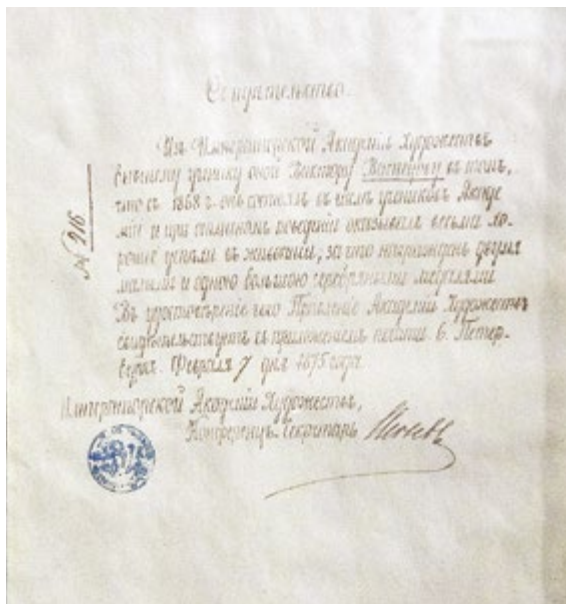 Свидѣтельство.
Изъ Императорской Академіи Художествъ
бывшему ученику оной Виктору Васнецову въ томъ,
что съ 1868 г. онъ состоялъ въ числѣ учениковъ Акаде
міи и при отличномъ поведеніи оказывалъ весьма хо-
рошіе успѣхи въ живописи, за что награжденъ двумя
малыми и одною большою серебряными медалями
Въ удостовѣреніе чего Правленіе Академіи Художествъ
свидѣтельствуетъ съ приложеніемъ печати. С. Петер-
бургъ. Февраля 7 дня 1875 года.
№ 216
Императорской Академіи Художествъ,
Конференцъ-Секретарь Исѣевъ